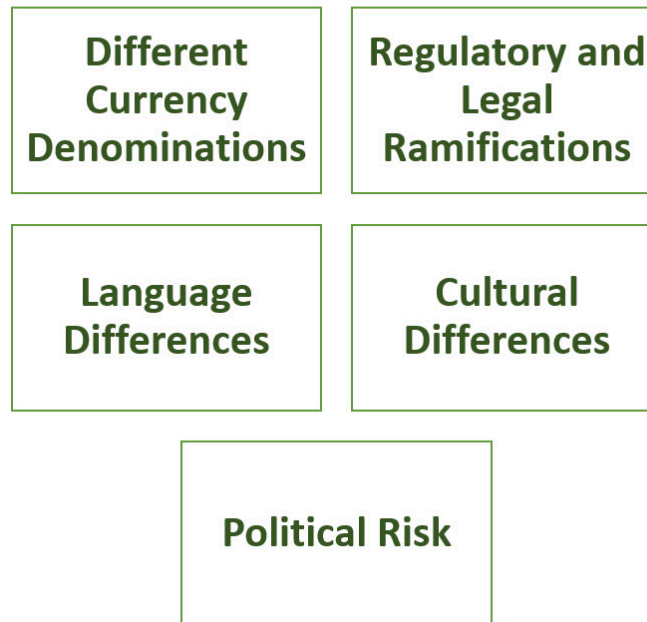 Different
Currency
Denominations
Regulatory and
Legal
Ramifications
Language
Differences
Cultural
Differences
Political Risk